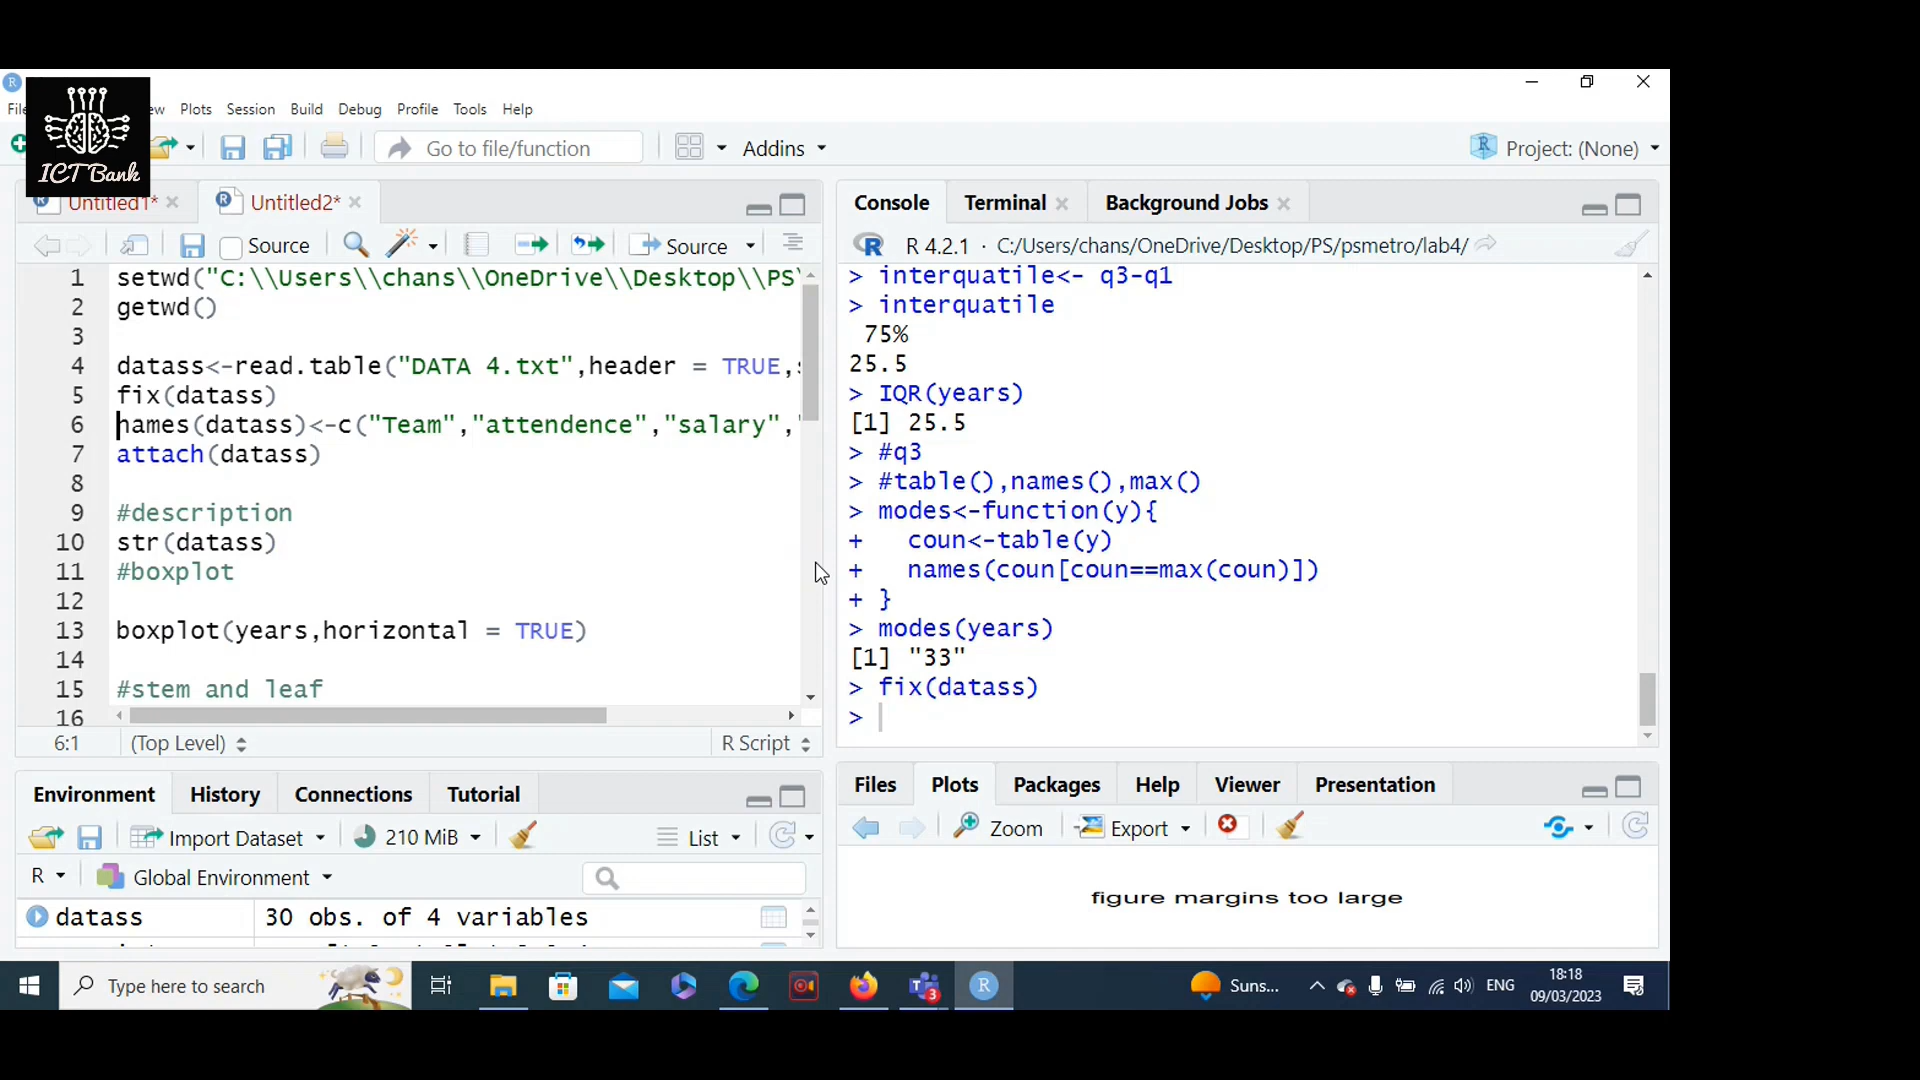 File
View
Plots
Session
Build
Debug
Profile
Tools
Help
ICT Bank
Go to file/function
Addins
Project: (None)
Untitled1*
Untitled2*
Source
Source
1 setwd("C:\\Users\\chans\\OneDrive\\Desktop\\PS\
2 getwd()
3
4 datass<-read.table("DATA 4.txt",header = TRUE,s
5 fix(datass)
6 names(datass)<-c("Team","attendence","salary","
7 attach(datass)
8
9 #description
10 str(datass)
11 #boxplot
12
13 boxplot(years,horizontal = TRUE)
14
15 #stem and leaf
16
6:1 (Top Level) R Script
Console Terminal Background Jobs
R 4.2.1 · C:/Users/chans/OneDrive/Desktop/PS/psmetro/lab4/
> interquatile<- q3-q1
> interquatile
75%
25.5
> IQR(years)
[1] 25.5
> #q3
> #table(),names(),max()
> modes<-function(y){
+ coun<-table(y)
+ names(coun[coun==max(coun)])
+ }
> modes(years)
[1] "33"
> fix(datass)
>
Environment History Connections Tutorial
Import Dataset 210 MiB List
R Global Environment
datass 30 obs. of 4 variables
Files Plots Packages Help Viewer Presentation
Zoom Export
figure margins too large
Type here to search
Suns...
ENG
18:18
09/03/2023